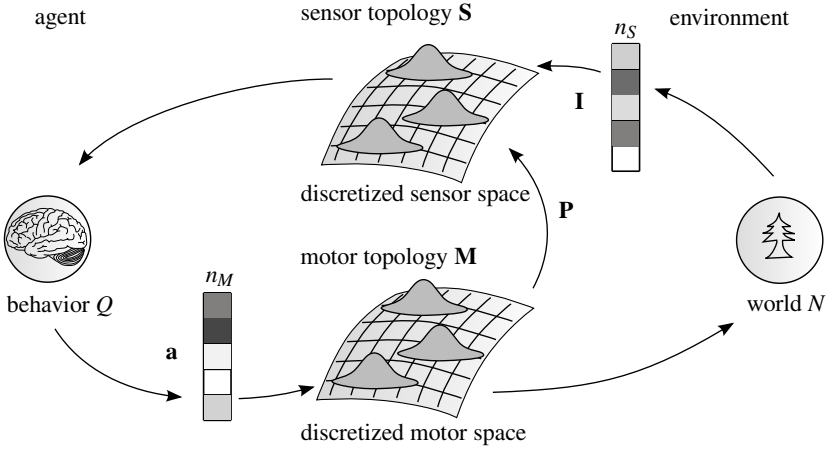 agent
sensor topology S
environment
n_S
I
discretized sensor space
P
motor topology M
n_M
behavior Q
world N
a
discretized motor space